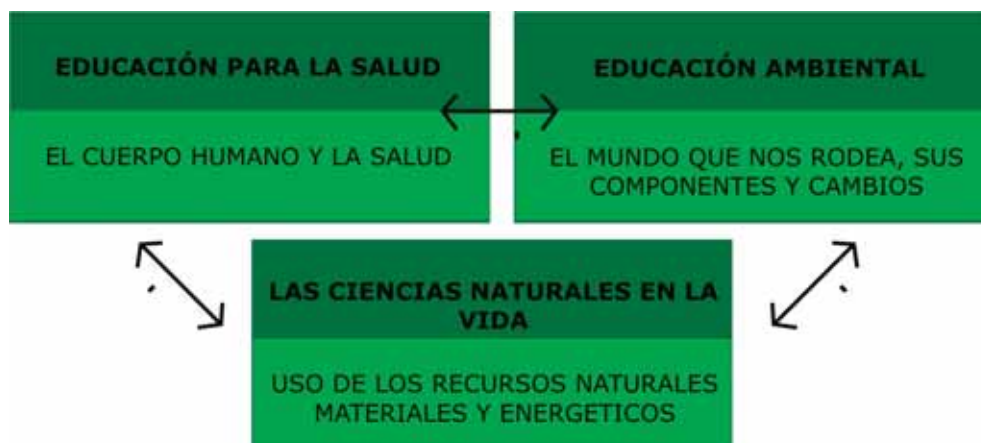 EDUCACIÓN PARA LA SALUD
EL CUERPO HUMANO Y LA SALUD
EDUCACIÓN AMBIENTAL
EL MUNDO QUE NOS RODEA, SUS
COMPONENTES Y CAMBIOS
LAS CIENCIAS NATURALES EN LA
VIDA
USO DE LOS RECURSOS NATURALES
MATERIALES Y ENERGETICOS